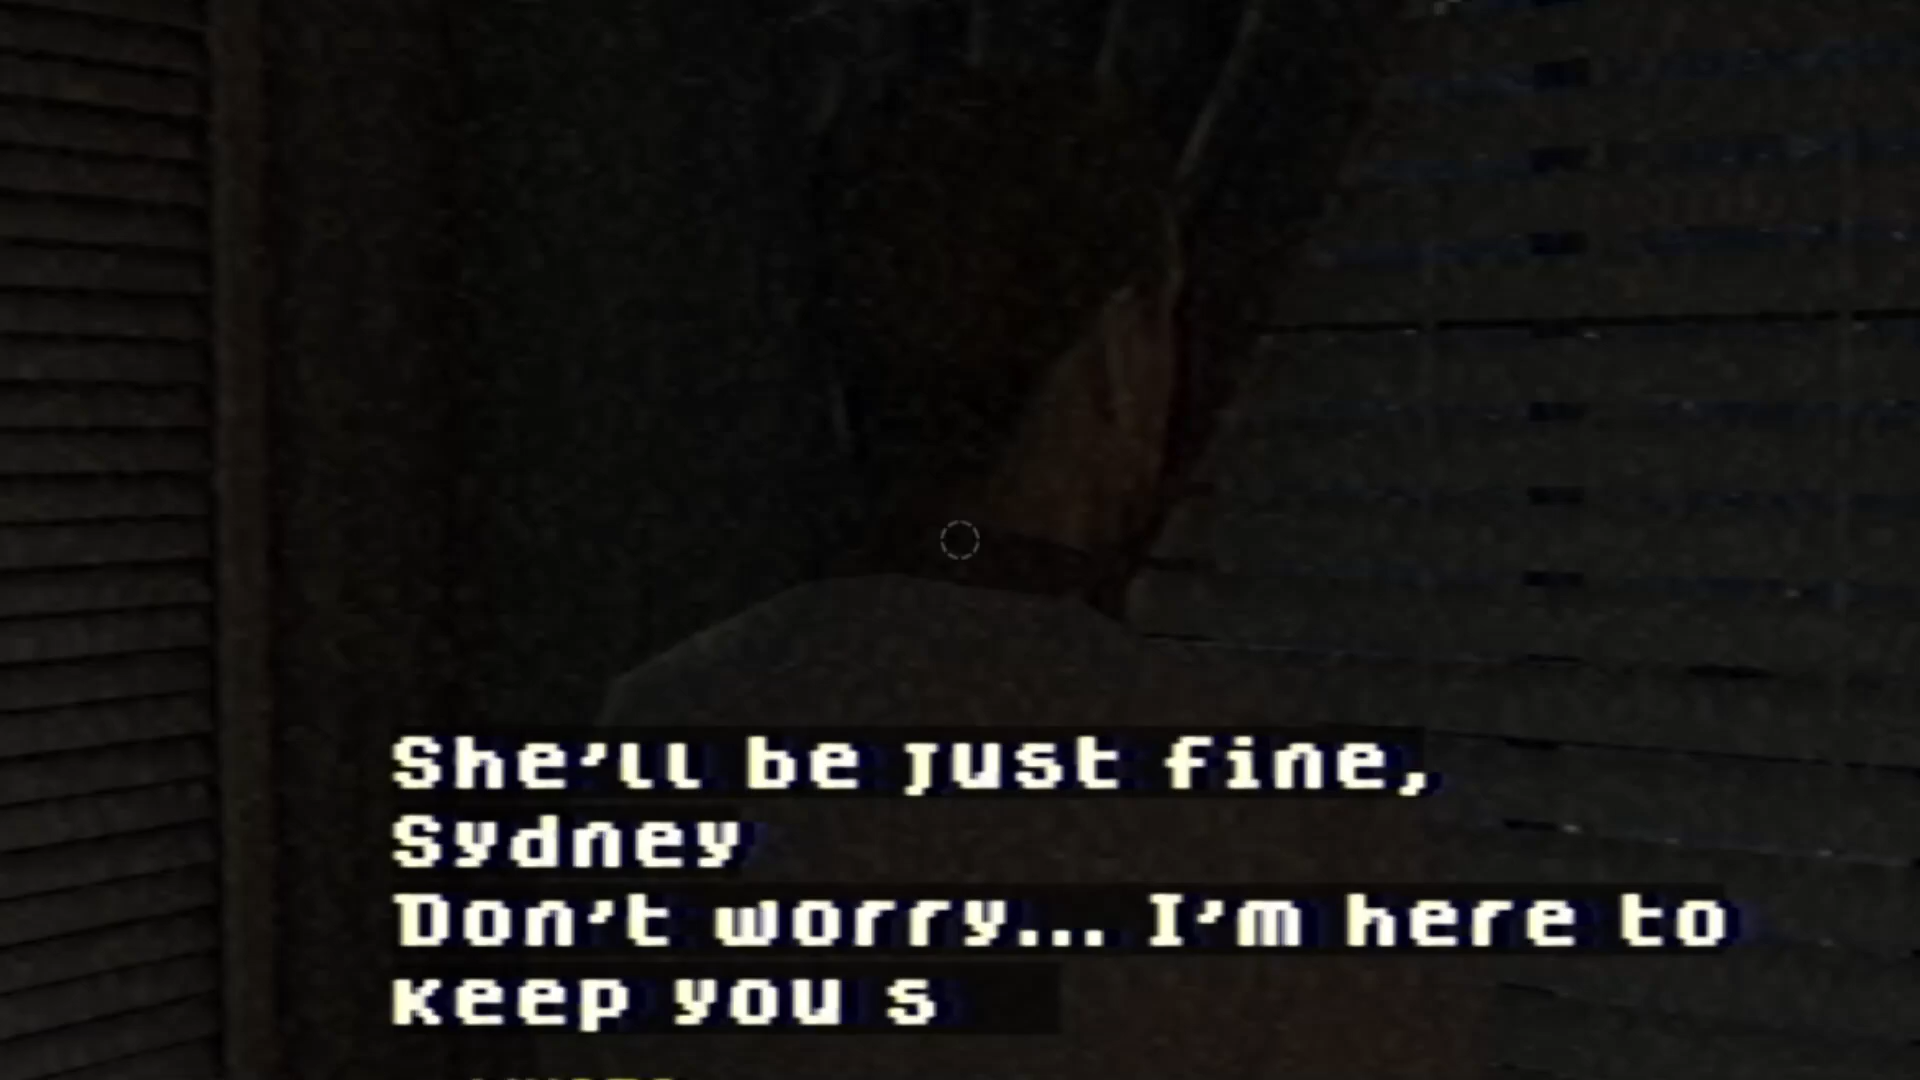 She'll be just fine,
Sydney
Don't worry... I'm here to
keep you s